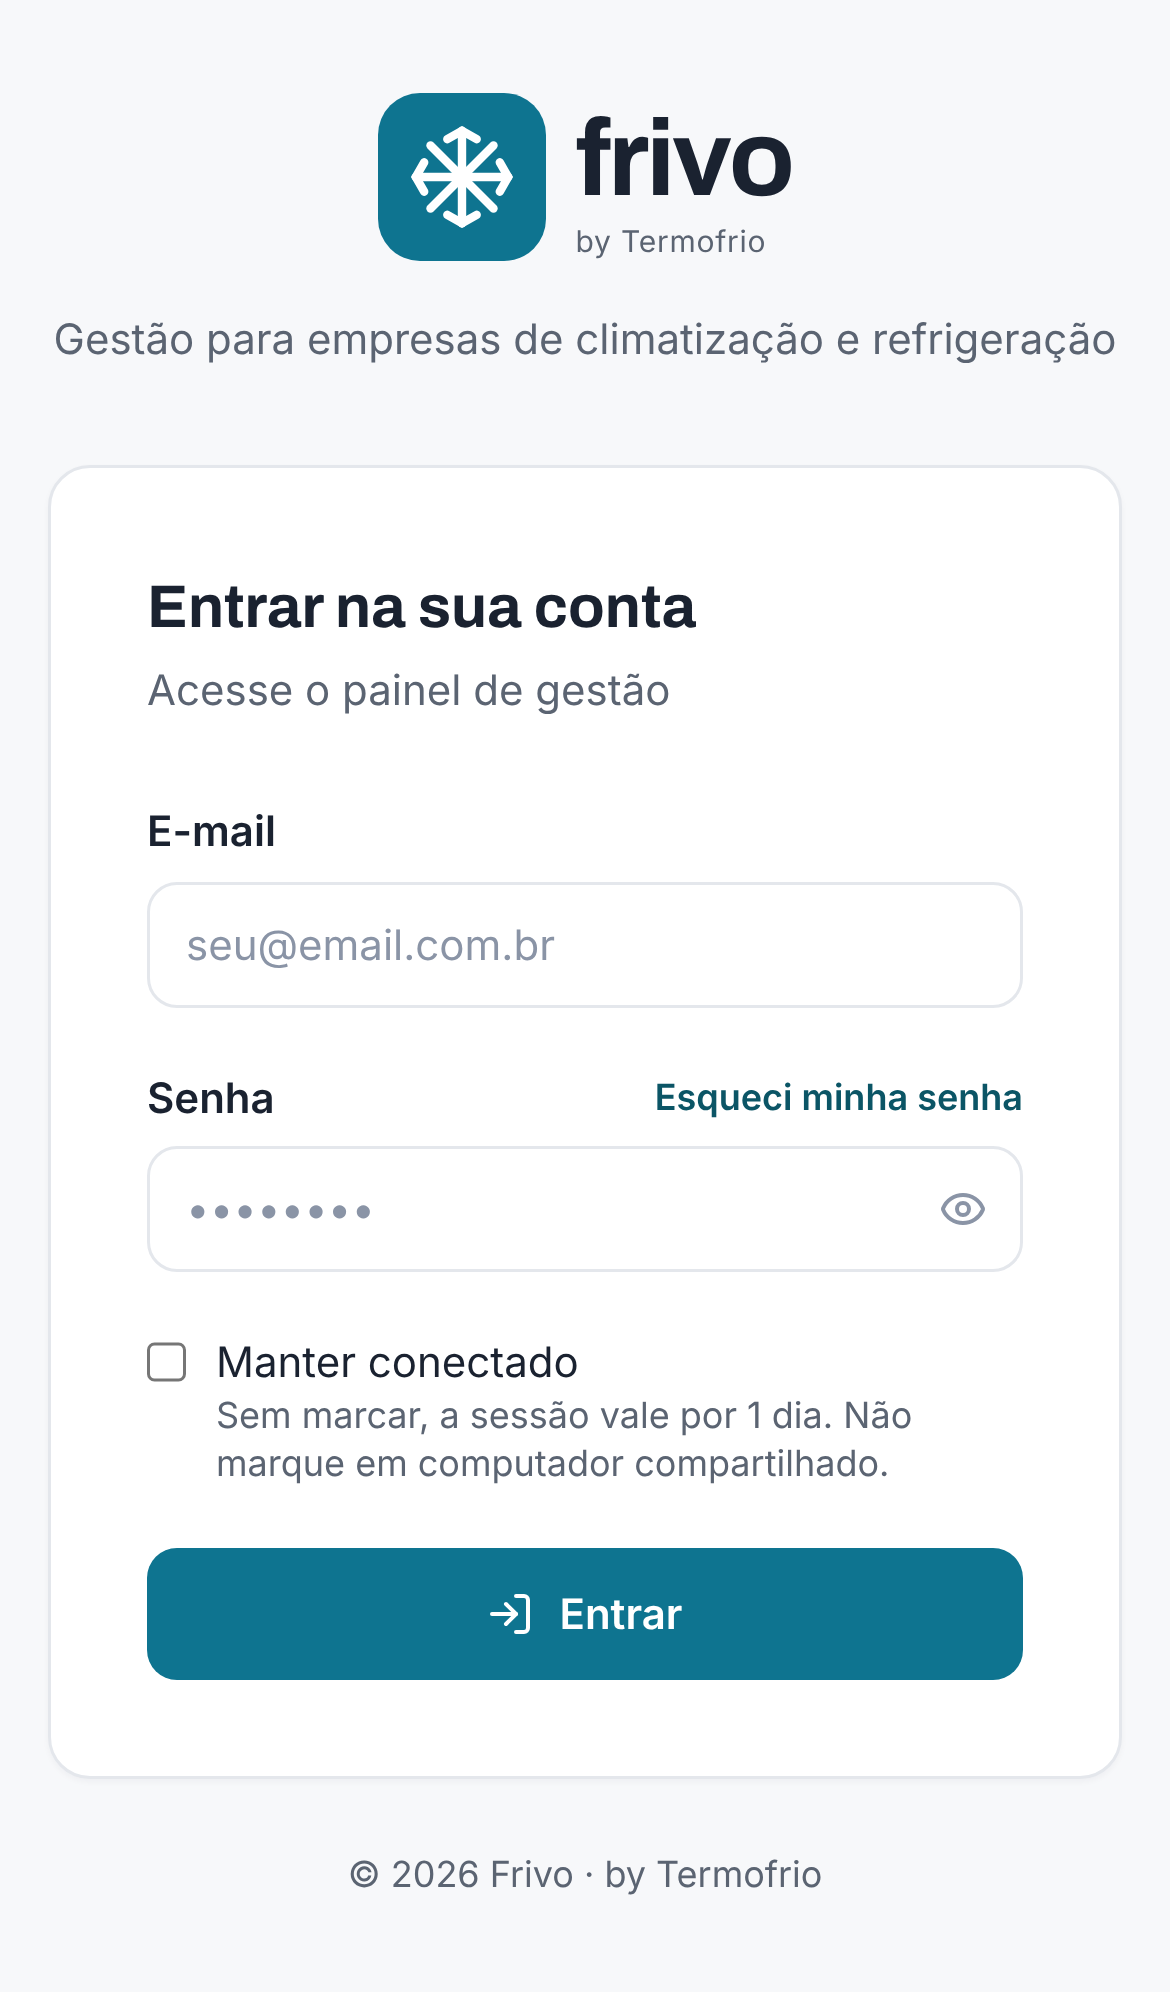 frivo
by Termofrio
Gestão para empresas de climatização e refrigeração
Entrar na sua conta
Acesse o painel de gestão
E-mail
seu@email.com.br
Senha
Esqueci minha senha
••••••••
Manter conectado
Sem marcar, a sessão vale por 1 dia. Não
marque em computador compartilhado.
Entrar
© 2026 Frivo · by Termofrio